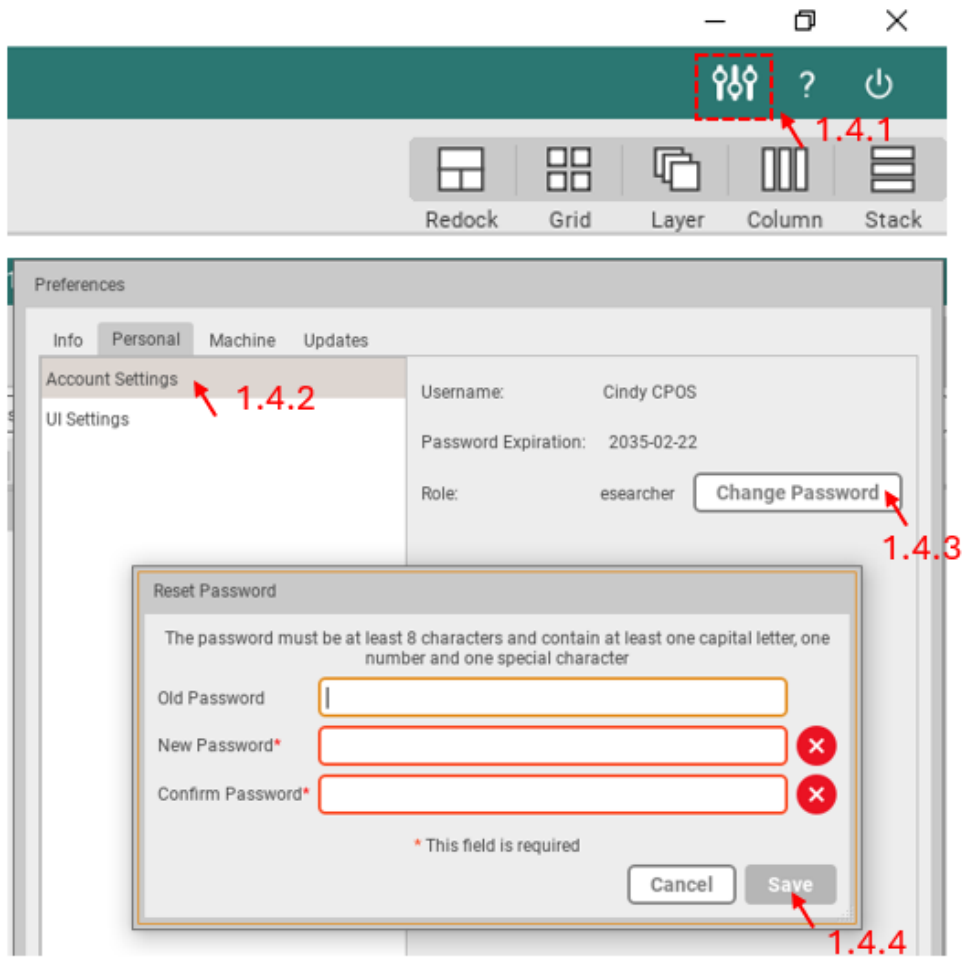 ?
1.4.1
Redock Grid Layer Column Stack
Preferences
Info Personal Machine Updates
Account Settings
1.4.2
UI Settings
Username: Cindy CPOS
Password Expiration: 2035-02-22
Role: esearcher Change Password
1.4.3
Reset Password
The password must be at least 8 characters and contain at least one capital letter, one
number and one special character
Old Password
New Password*
Confirm Password*
* This field is required
Cancel Save
1.4.4